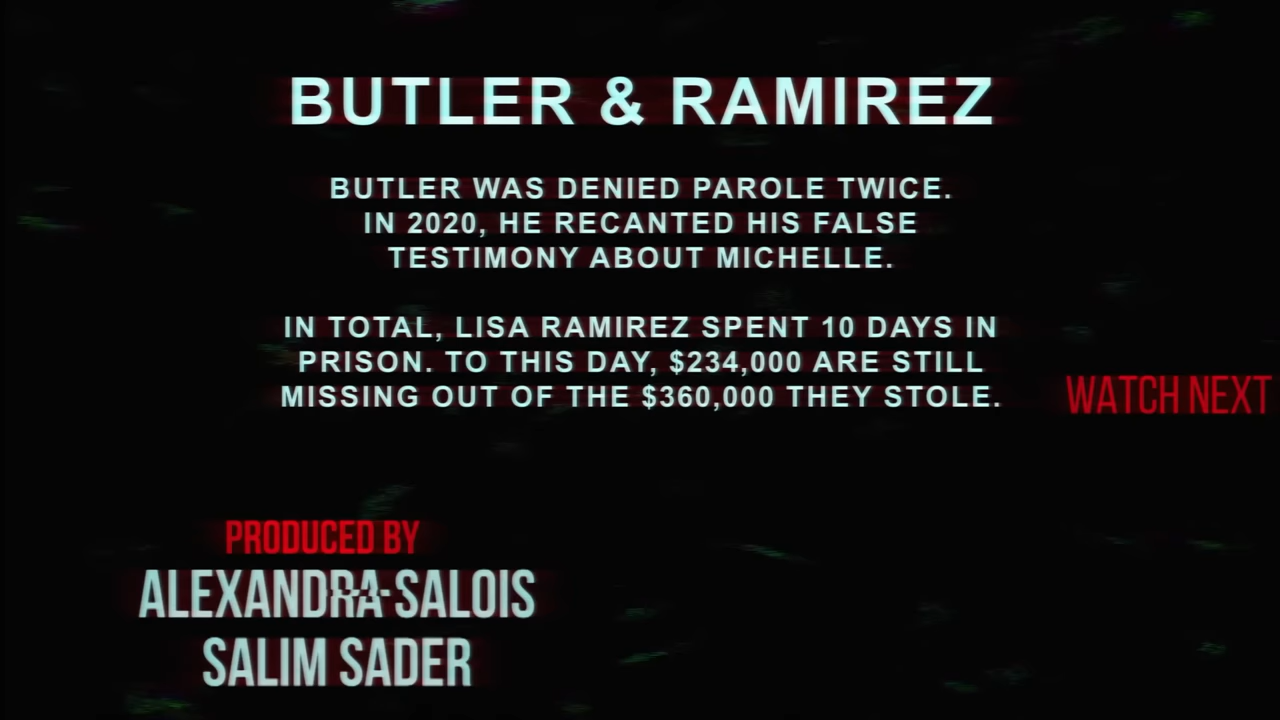 BUTLER & RAMIREZ
BUTLER WAS DENIED PAROLE TWICE.
IN 2020, HE RECANTED HIS FALSE
TESTIMONY ABOUT MICHELLE.
IN TOTAL, LISA RAMIREZ SPENT 10 DAYS IN
PRISON. TO THIS DAY, $234,000 ARE STILL
MISSING OUT OF THE $360,000 THEY STOLE.
WATCH NEXT
PRODUCED BY
ALEXANDRA SALOIS
SALIM SADER